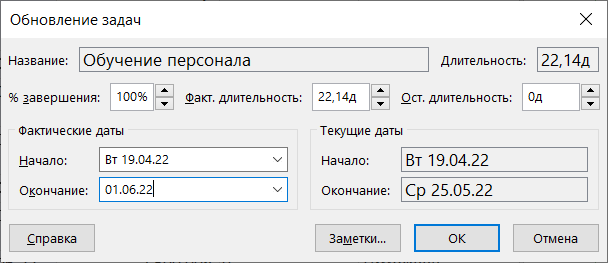 Обновление задач
Название: Обучение персонала Длительность: 22,14д
% завершения: 100% Факт. длительность: 22,14д Ост. длительность: 0д
Фактические даты Текущие даты
Начало: Вт 19.04.22 Начало: Вт 19.04.22
Окончание: 01.06.22 Окончание: Ср 25.05.22
Справка Заметки... ОК Отмена